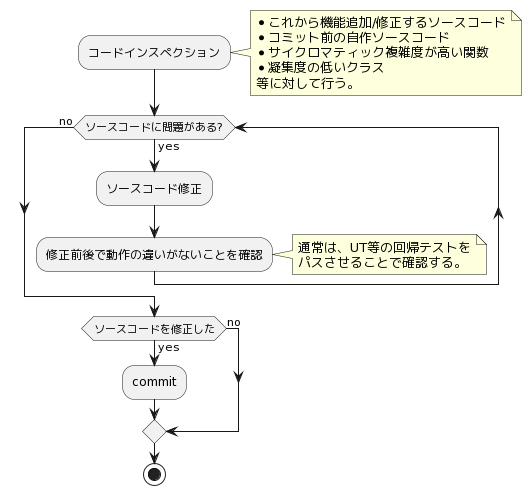 コードインスペクション
●これから機能追加/修正するソースコード
●コミット前の自作ソースコード
●サイクロマティック複雑度が高い関数
●凝集度の低いクラス
等に対して行う。
no
ソースコードに問題がある?
yes
ソースコード修正
修正前後で動作の違いがないことを確認
通常は、UT等の回帰テストを
パスさせることで確認する。
ソースコードを修正した
no
yes
commit